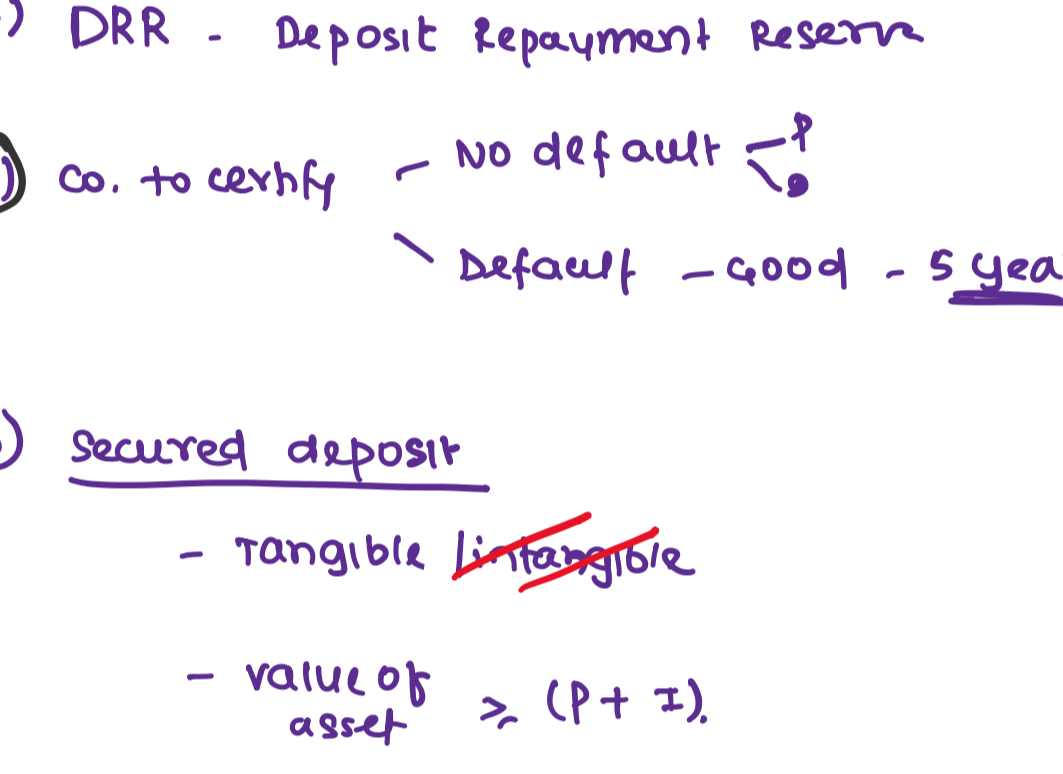 ) DRR - Deposit Repayment Reserve
) Co. to certify - No default < P
Default - Good - 5 yea
) Secured deposit
- Tangible /intangible
- value of
asset ≥ (P + I).